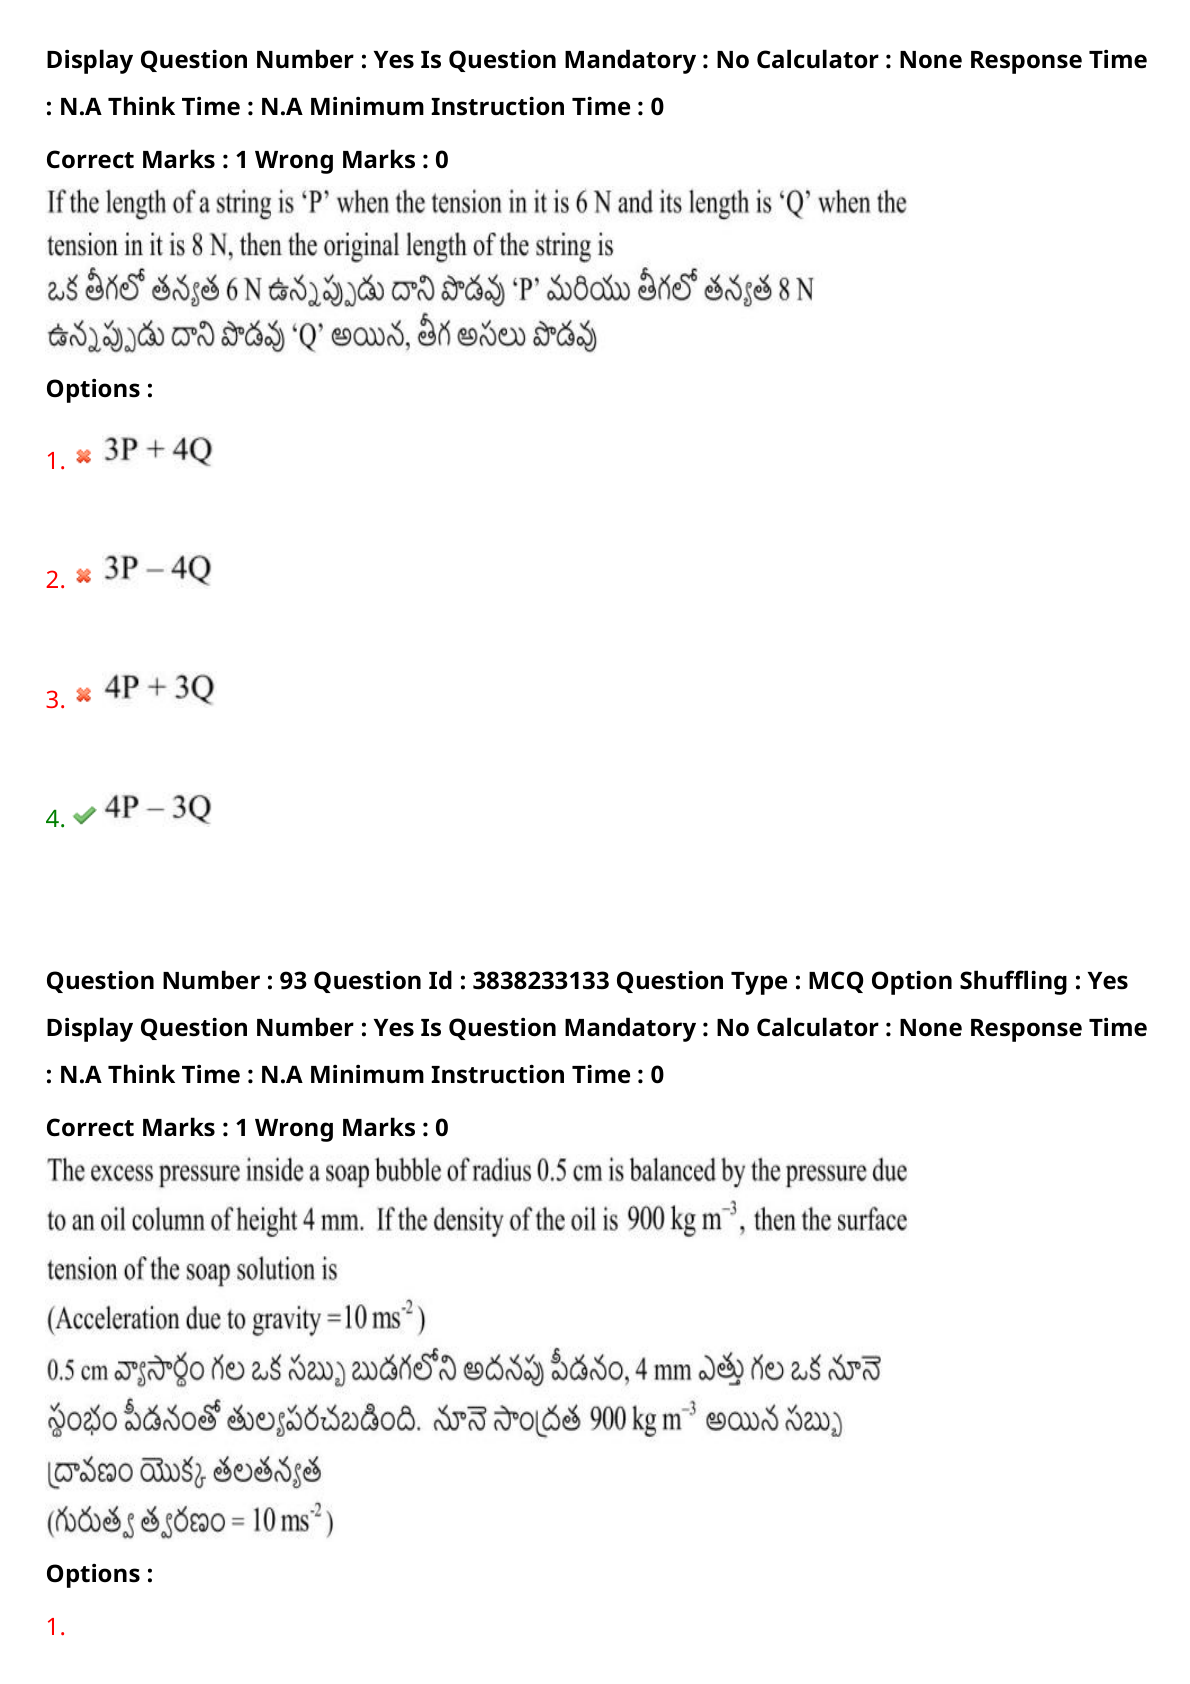 Display Question Number : Yes Is Question Mandatory : No Calculator : None Response Time
: N.A Think Time : N.A Minimum Instruction Time : 0
Correct Marks : 1 Wrong Marks : 0
If the length of a string is ‘P’ when the tension in it is 6 N and its length is ‘Q’ when the
tension in it is 8 N, then the original length of the string is
ఒక తీగలో తన్యత 6 N ఉన్నప్పుడు దాని పొడవు ‘P’ మరియు తీగలో తన్యత 8 N
ఉన్నప్పుడు దాని పొడవు ‘Q’ అయిన, తీగ అసలు పొడవు
Options :
1. 3P + 4Q
2. 3P – 4Q
3. 4P + 3Q
4. 4P – 3Q
Question Number : 93 Question Id : 3838233133 Question Type : MCQ Option Shuffling : Yes
Display Question Number : Yes Is Question Mandatory : No Calculator : None Response Time
: N.A Think Time : N.A Minimum Instruction Time : 0
Correct Marks : 1 Wrong Marks : 0
The excess pressure inside a soap bubble of radius 0.5 cm is balanced by the pressure due
to an oil column of height 4 mm. If the density of the oil is 900 kg m⁻³, then the surface
tension of the soap solution is
(Acceleration due to gravity =10 ms⁻²)
0.5 cm వ్యాసార్థం గల ఒక సబ్బు బుడగలోని అదనపు పీడనం, 4 mm ఎత్తు గల ఒక నూనె
స్థంభం పీడనంతో తుల్యపరచబడింది. నూనె సాంద్రత 900 kg m⁻³ అయిన సబ్బు
ద్రావణం యొక్క తలతన్యత
(గురుత్వ త్వరణం = 10 ms⁻²)
Options :
1.